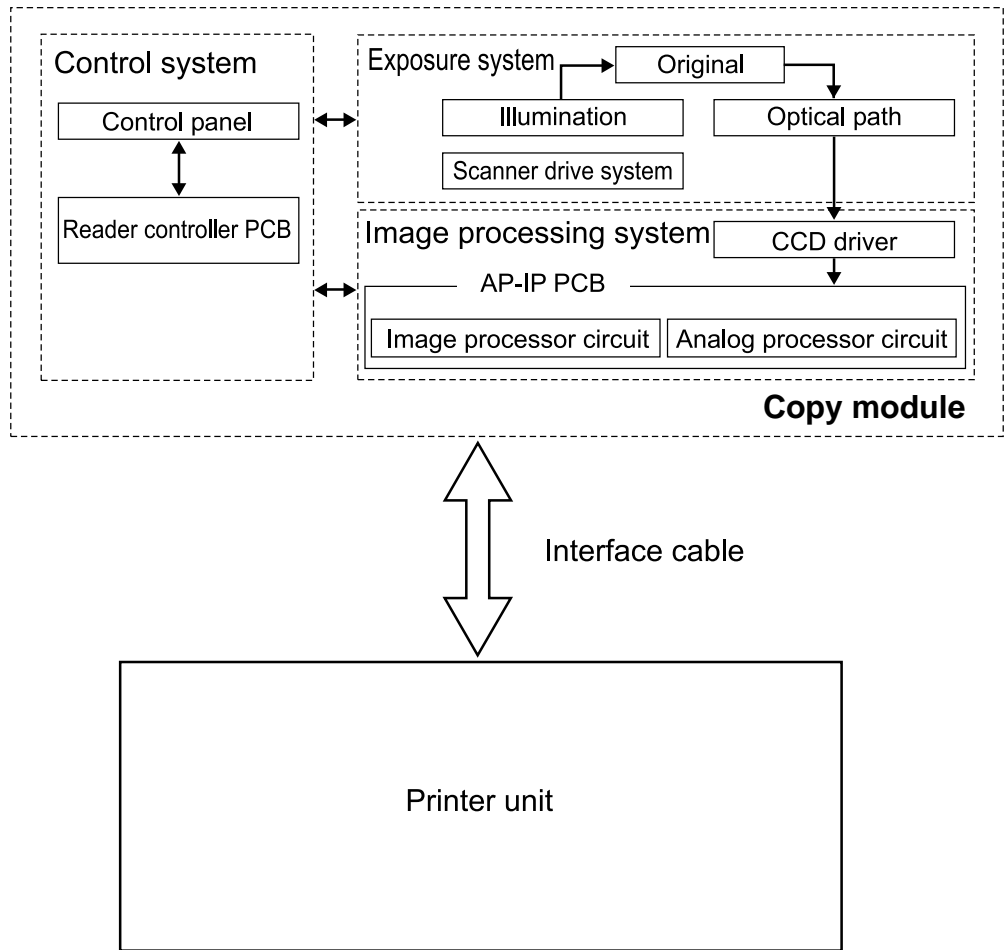 Control system
Control panel
Reader controller PCB
Exposure system
Original
Illumination
Optical path
Scanner drive system
Image processing system
CCD driver
AP-IP PCB
Image processor circuit
Analog processor circuit
Copy module
Interface cable
Printer unit